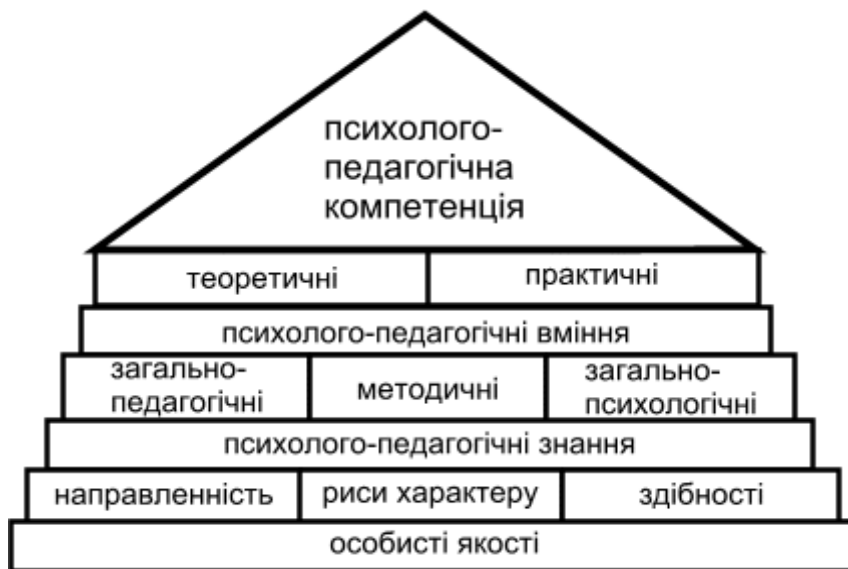 психолого-
педагогічна
компетенція
теоретичні
практичні
психолого-педагогічні вміння
загально-
педагогічні
методичні
загально-
психологічні
психолого-педагогічні знання
направленність
риси характеру
здібності
особисті якості